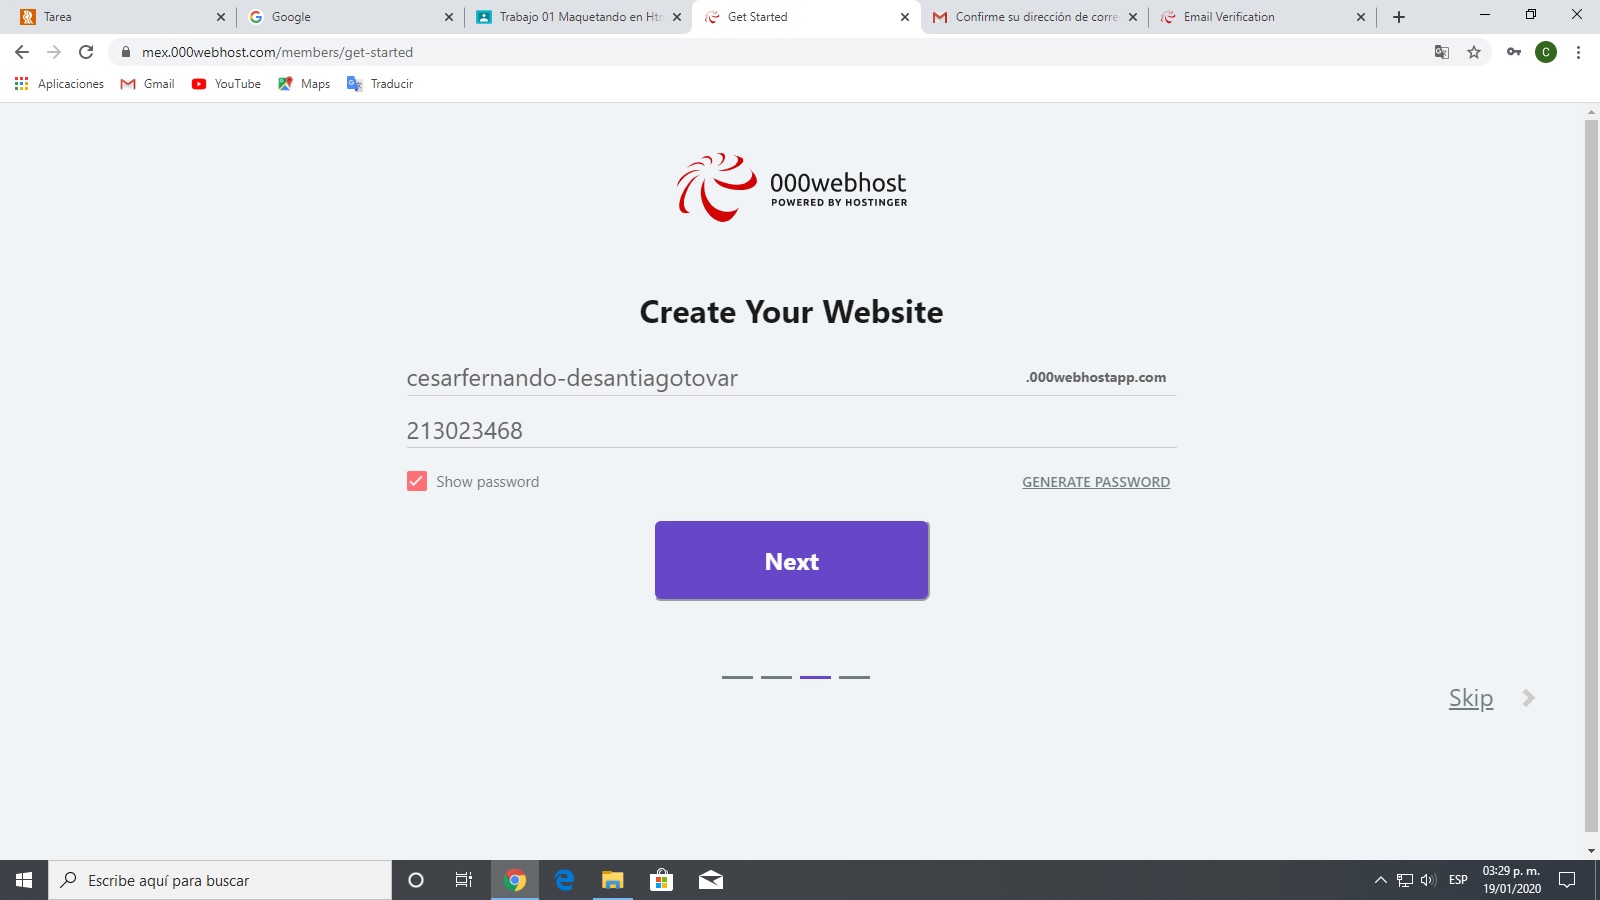 Tarea
Google
Trabajo 01 Maquetando en Htm
Get Started
Confirme su dirección de corre
Email Verification
mex.000webhost.com/members/get-started
C
Aplicaciones
Gmail
YouTube
Maps
Traducir
000webhost
POWERED BY HOSTINGER
Create Your Website
cesarfernando-desantiagotovar .000webhostapp.com
213023468
Show password GENERATE PASSWORD
Next
Skip
Escribe aquí para buscar
ESP
03:29 p. m.
19/01/2020